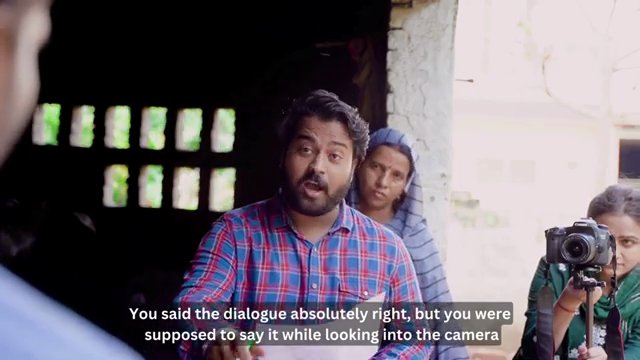 You said the dialogue absolutely right, but you were
supposed to say it while looking into the camera